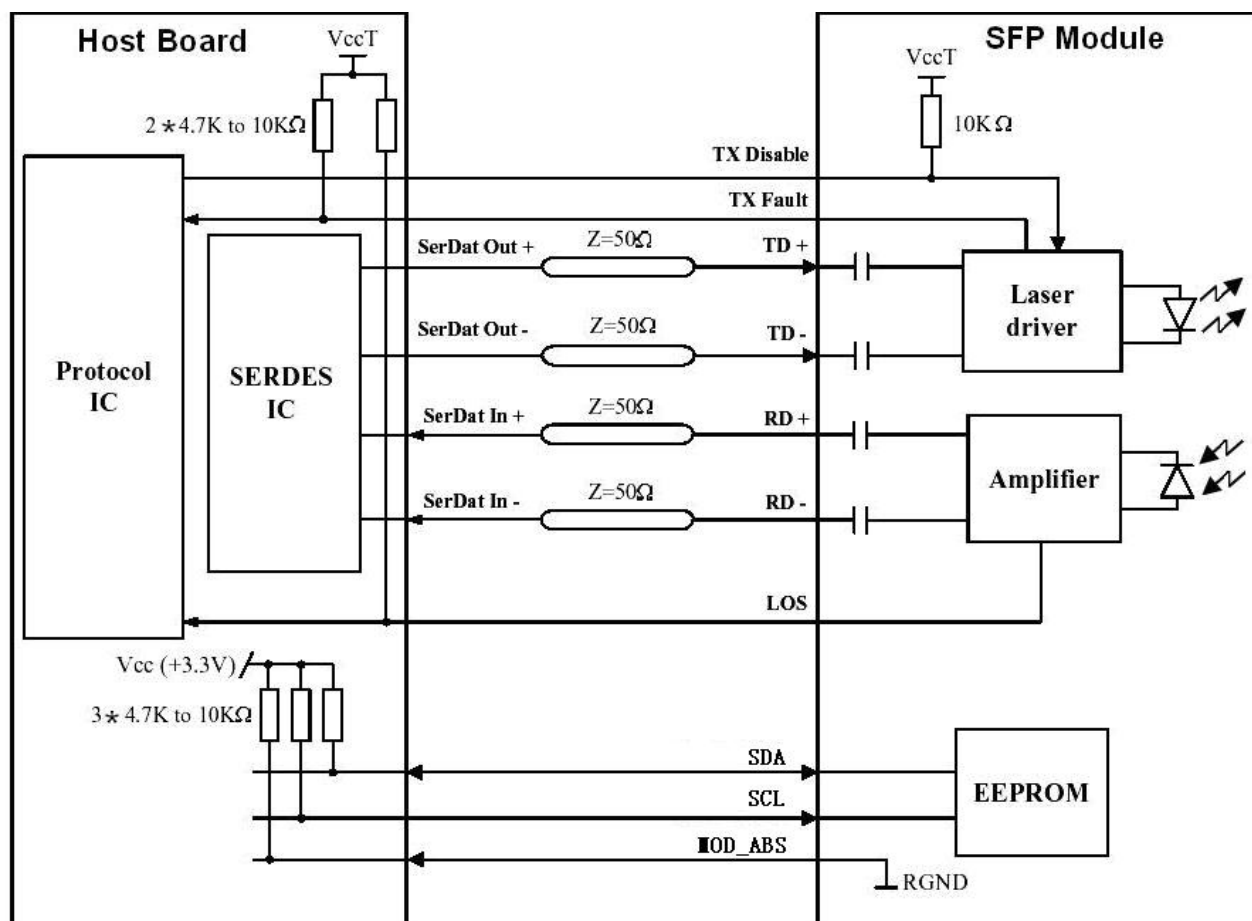 Host Board
SFP Module
VccT
VccT
2*4.7K to 10KΩ
10KΩ
TX Disable
TX Fault
SerDat Out +
Z=50Ω
TD +
Laser
driver
SerDat Out -
Z=50Ω
TD -
Protocol
IC
SERDES
IC
SerDat In +
Z=50Ω
RD +
Amplifier
SerDat In -
Z=50Ω
RD -
LOS
Vcc (+3.3V)
3*4.7K to 10KΩ
SDA
SCL
EEPROM
MOD_ABS
RGND